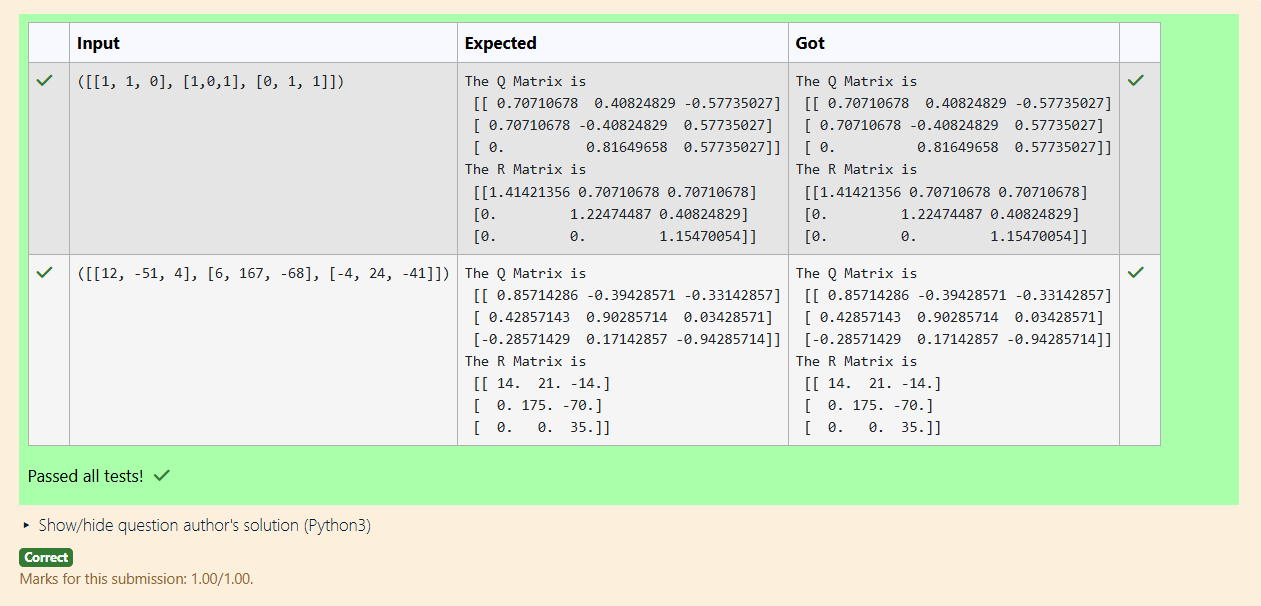 Input Expected Got
([[1, 1, 0], [1,0,1], [0, 1, 1]])
The Q Matrix is
[[ 0.70710678  0.40824829 -0.57735027]
[ 0.70710678 -0.40824829  0.57735027]
[ 0.          0.81649658  0.57735027]]
The R Matrix is
[[1.41421356 0.70710678 0.70710678]
[0.         1.22474487 0.40824829]
[0.         0.         1.15470054]]
The Q Matrix is
[[ 0.70710678  0.40824829 -0.57735027]
[ 0.70710678 -0.40824829  0.57735027]
[ 0.          0.81649658  0.57735027]]
The R Matrix is
[[1.41421356 0.70710678 0.70710678]
[0.         1.22474487 0.40824829]
[0.         0.         1.15470054]]
([[12, -51, 4], [6, 167, -68], [-4, 24, -41]])
The Q Matrix is
[[ 0.85714286 -0.39428571 -0.33142857]
[ 0.42857143  0.90285714  0.03428571]
[-0.28571429  0.17142857 -0.94285714]]
The R Matrix is
[[ 14.  21. -14.]
[  0. 175. -70.]
[  0.   0.  35.]]
The Q Matrix is
[[ 0.85714286 -0.39428571 -0.33142857]
[ 0.42857143  0.90285714  0.03428571]
[-0.28571429  0.17142857 -0.94285714]]
The R Matrix is
[[ 14.  21. -14.]
[  0. 175. -70.]
[  0.   0.  35.]]
Passed all tests!
Show/hide question author's solution (Python3)
Correct
Marks for this submission: 1.00/1.00.